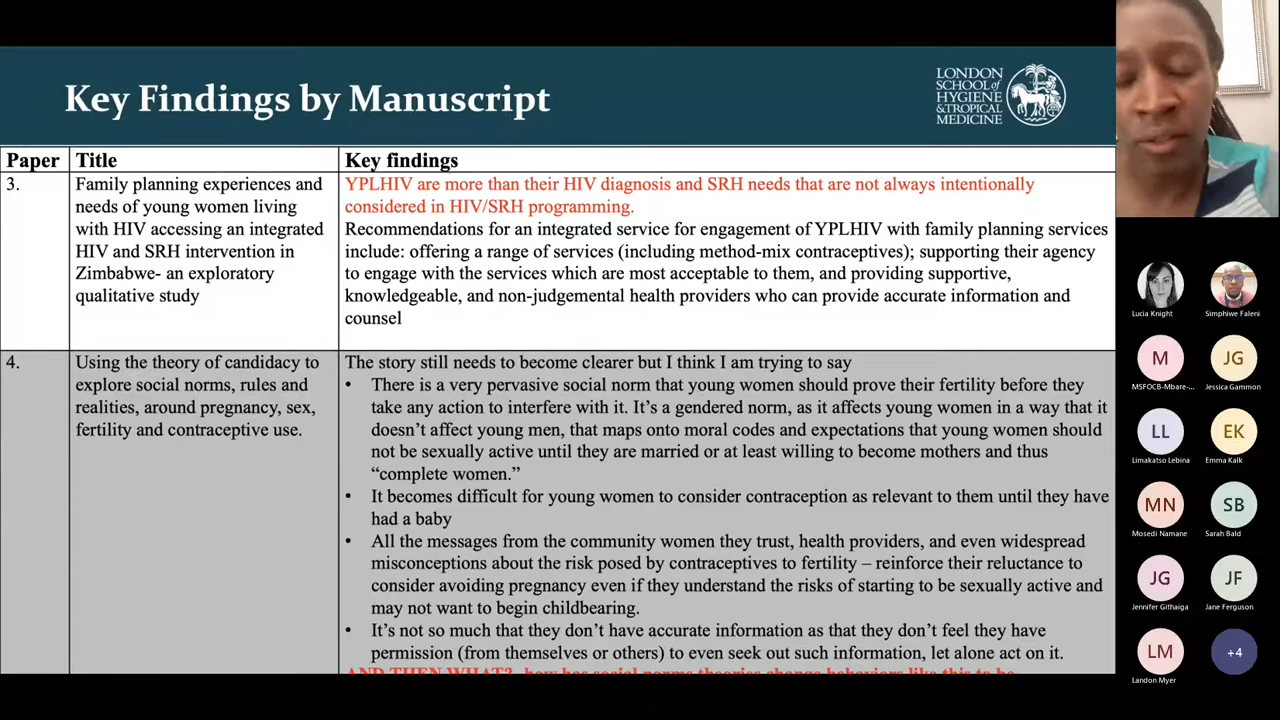 Key Findings by Manuscript
LONDON
SCHOOL of
HYGIENE
& TROPICAL
MEDICINE
Paper
Title
Key findings
3.
Family planning experiences and
needs of young women living
with HIV accessing an integrated
HIV and SRH intervention in
Zimbabwe- an exploratory
qualitative study
YPLHIV are more than their HIV diagnosis and SRH needs that are not always intentionally
considered in HIV/SRH programming.
Recommendations for an integrated service for engagement of YPLHIV with family planning services
include: offering a range of services (including method-mix contraceptives); supporting their agency
to engage with the services which are most acceptable to them, and providing supportive,
knowledgeable, and non-judgemental health providers who can provide accurate information and
counsel
4.
Using the theory of candidacy to
explore social norms, rules and
realities, around pregnancy, sex,
fertility and contraceptive use.
The story still needs to become clearer but I think I am trying to say
• There is a very pervasive social norm that young women should prove their fertility before they
take any action to interfere with it. It’s a gendered norm, as it affects young women in a way that it
doesn’t affect young men, that maps onto moral codes and expectations that young women should
not be sexually active until they are married or at least willing to become mothers and thus
“complete women.”
• It becomes difficult for young women to consider contraception as relevant to them until they have
had a baby
• All the messages from the community women they trust, health providers, and even widespread
misconceptions about the risk posed by contraceptives to fertility – reinforce their reluctance to
consider avoiding pregnancy even if they understand the risks of starting to be sexually active and
may not want to begin childbearing.
• It’s not so much that they don’t have accurate information as that they don’t feel they have
permission (from themselves or others) to even seek out such information, let alone act on it.
AND THEN WHAT? how has social norms theories change behaviors like this to be
Lucia Knight
Simphiwe Faleni
M
MSFOCB-Mbare-...
JG
Jessica Gammon
LL
Limakatso Lebina
EK
Emma Kalk
MN
Mosedi Namane
SB
Sarah Bald
JG
Jennifer Githaiga
JF
Jane Ferguson
LM
Landon Myer
+4